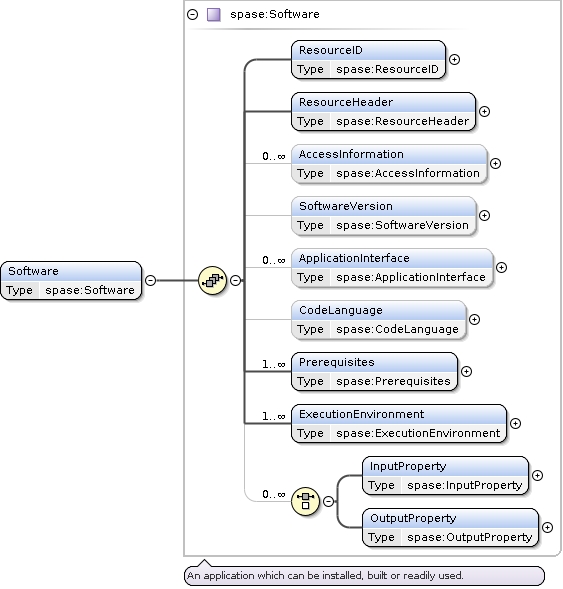 spase:Software
ResourceID
Type spase:ResourceID
ResourceHeader
Type spase:ResourceHeader
0..∞
AccessInformation
Type spase:AccessInformation
SoftwareVersion
Type spase:SoftwareVersion
0..∞
ApplicationInterface
Type spase:ApplicationInterface
Software
Type spase:Software
CodeLanguage
Type spase:CodeLanguage
1..∞
Prerequisites
Type spase:Prerequisites
1..∞
ExecutionEnvironment
Type spase:ExecutionEnvironment
0..∞
InputProperty
Type spase:InputProperty
OutputProperty
Type spase:OutputProperty
An application which can be installed, built or readily used.